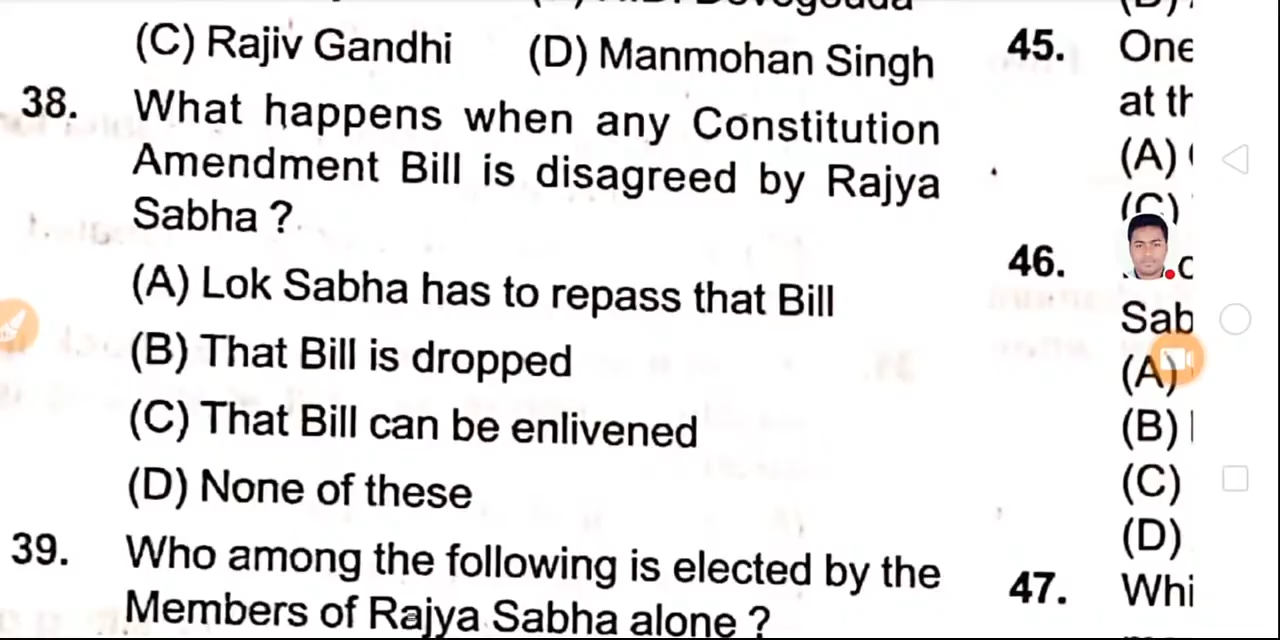 (C) Rajiv Gandhi (D) Manmohan Singh
38. What happens when any Constitution
Amendment Bill is disagreed by Rajya
Sabha ?
(A) Lok Sabha has to repass that Bill
(B) That Bill is dropped
(C) That Bill can be enlivened
(D) None of these
39. Who among the following is elected by the
Members of Rajya Sabha alone ?
45. One
at th
(A)
(C)
46.
Sab
(A)
(B)
(C)
(D)
47. Whi